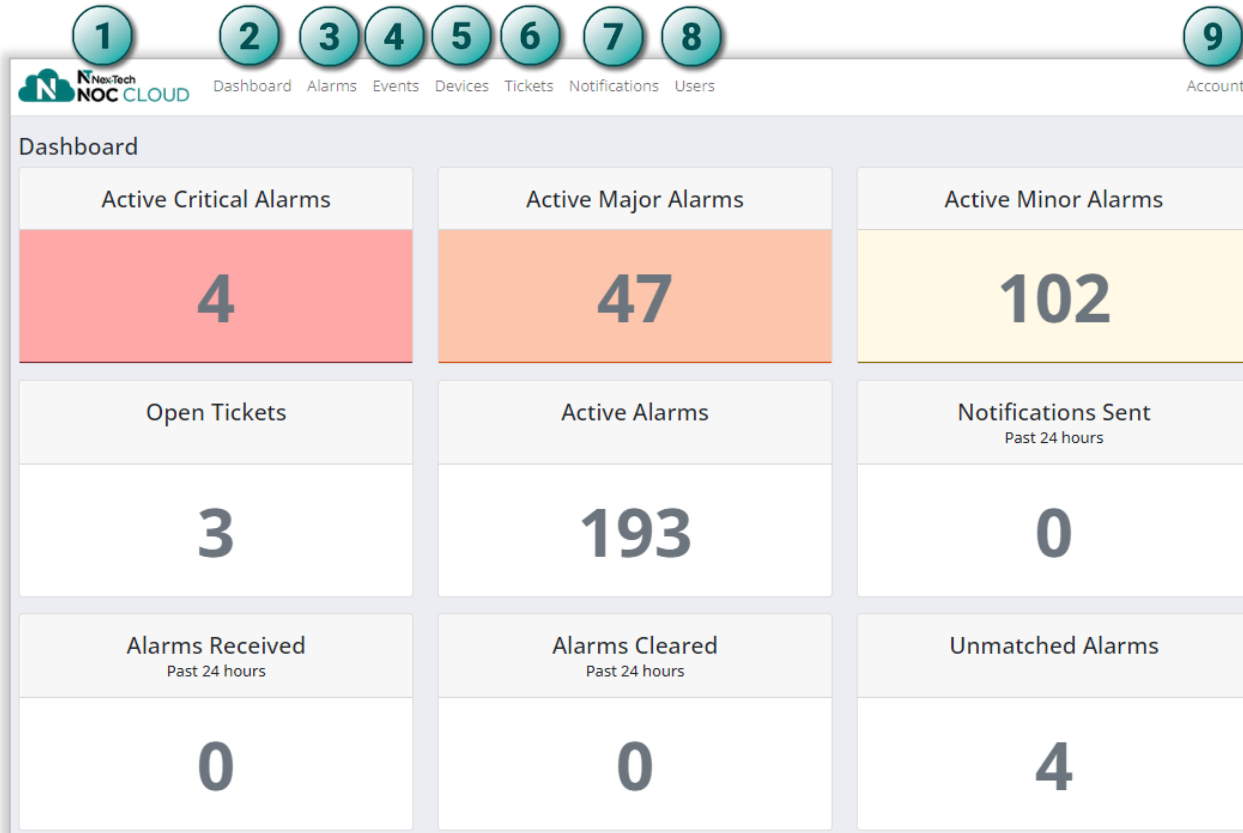 1 2 3 4 5 6 7 8 9
N Nex-Tech
NOC CLOUD
Dashboard Alarms Events Devices Tickets Notifications Users Account
Dashboard
Active Critical Alarms
4
Active Major Alarms
47
Active Minor Alarms
102
Open Tickets
3
Active Alarms
193
Notifications Sent
Past 24 hours
0
Alarms Received
Past 24 hours
0
Alarms Cleared
Past 24 hours
0
Unmatched Alarms
4